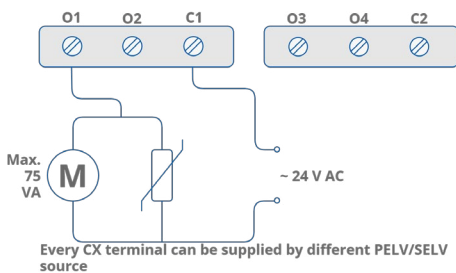 O1 O2 C1 O3 O4 C2
Max.
75
VA
M
~ 24 V AC
Every CX terminal can be supplied by different PELV/SELV
source